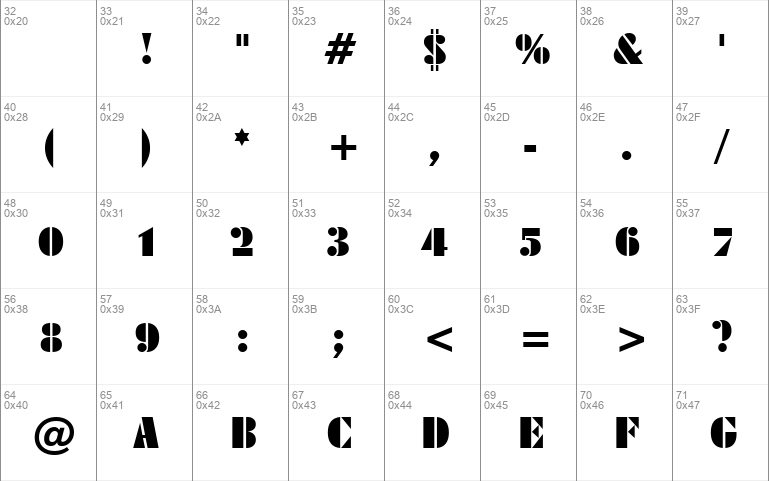 32 33 34 35 36 37 38 39
0x20 0x21 0x22 0x23 0x24 0x25 0x26 0x27
! " # $ % & '
40 41 42 43 44 45 46 47
0x28 0x29 0x2A 0x2B 0x2C 0x2D 0x2E 0x2F
( ) * + , - . /
48 49 50 51 52 53 54 55
0x30 0x31 0x32 0x33 0x34 0x35 0x36 0x37
0 1 2 3 4 5 6 7
56 57 58 59 60 61 62 63
0x38 0x39 0x3A 0x3B 0x3C 0x3D 0x3E 0x3F
8 9 : ; < = > ?
64 65 66 67 68 69 70 71
0x40 0x41 0x42 0x43 0x44 0x45 0x46 0x47
@ A B C D E F G